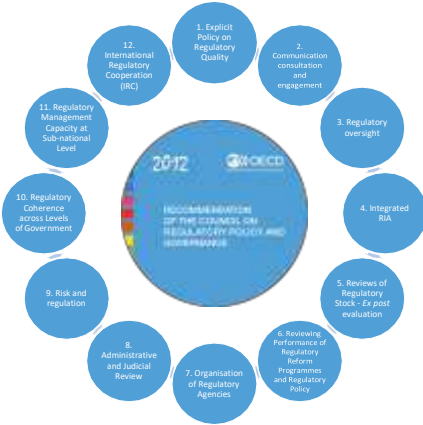 1. Explicit
Policy on
Regulatory
Quality
2.
Communication
consultation
and
engagement
3. Regulatory
oversight
4. Integrated
RIA
5. Reviews of
Regulatory
Stock - Ex post
evaluation
6. Reviewing
Performance of
Regulatory
Reform
Programmes
and Regulatory
Policy
7. Organisation
of Regulatory
Agencies
8.
Administrative
and Judicial
Review
9. Risk and
regulation
10. Regulatory
Coherence
across Levels
of Government
11. Regulatory
Management
Capacity at
Sub-national
Level
12.
International
Regulatory
Cooperation
(IRC)
2012
OECD
RECOMMENDATION
OF THE COUNCIL ON
REGULATORY POLICY AND
GOVERNANCE